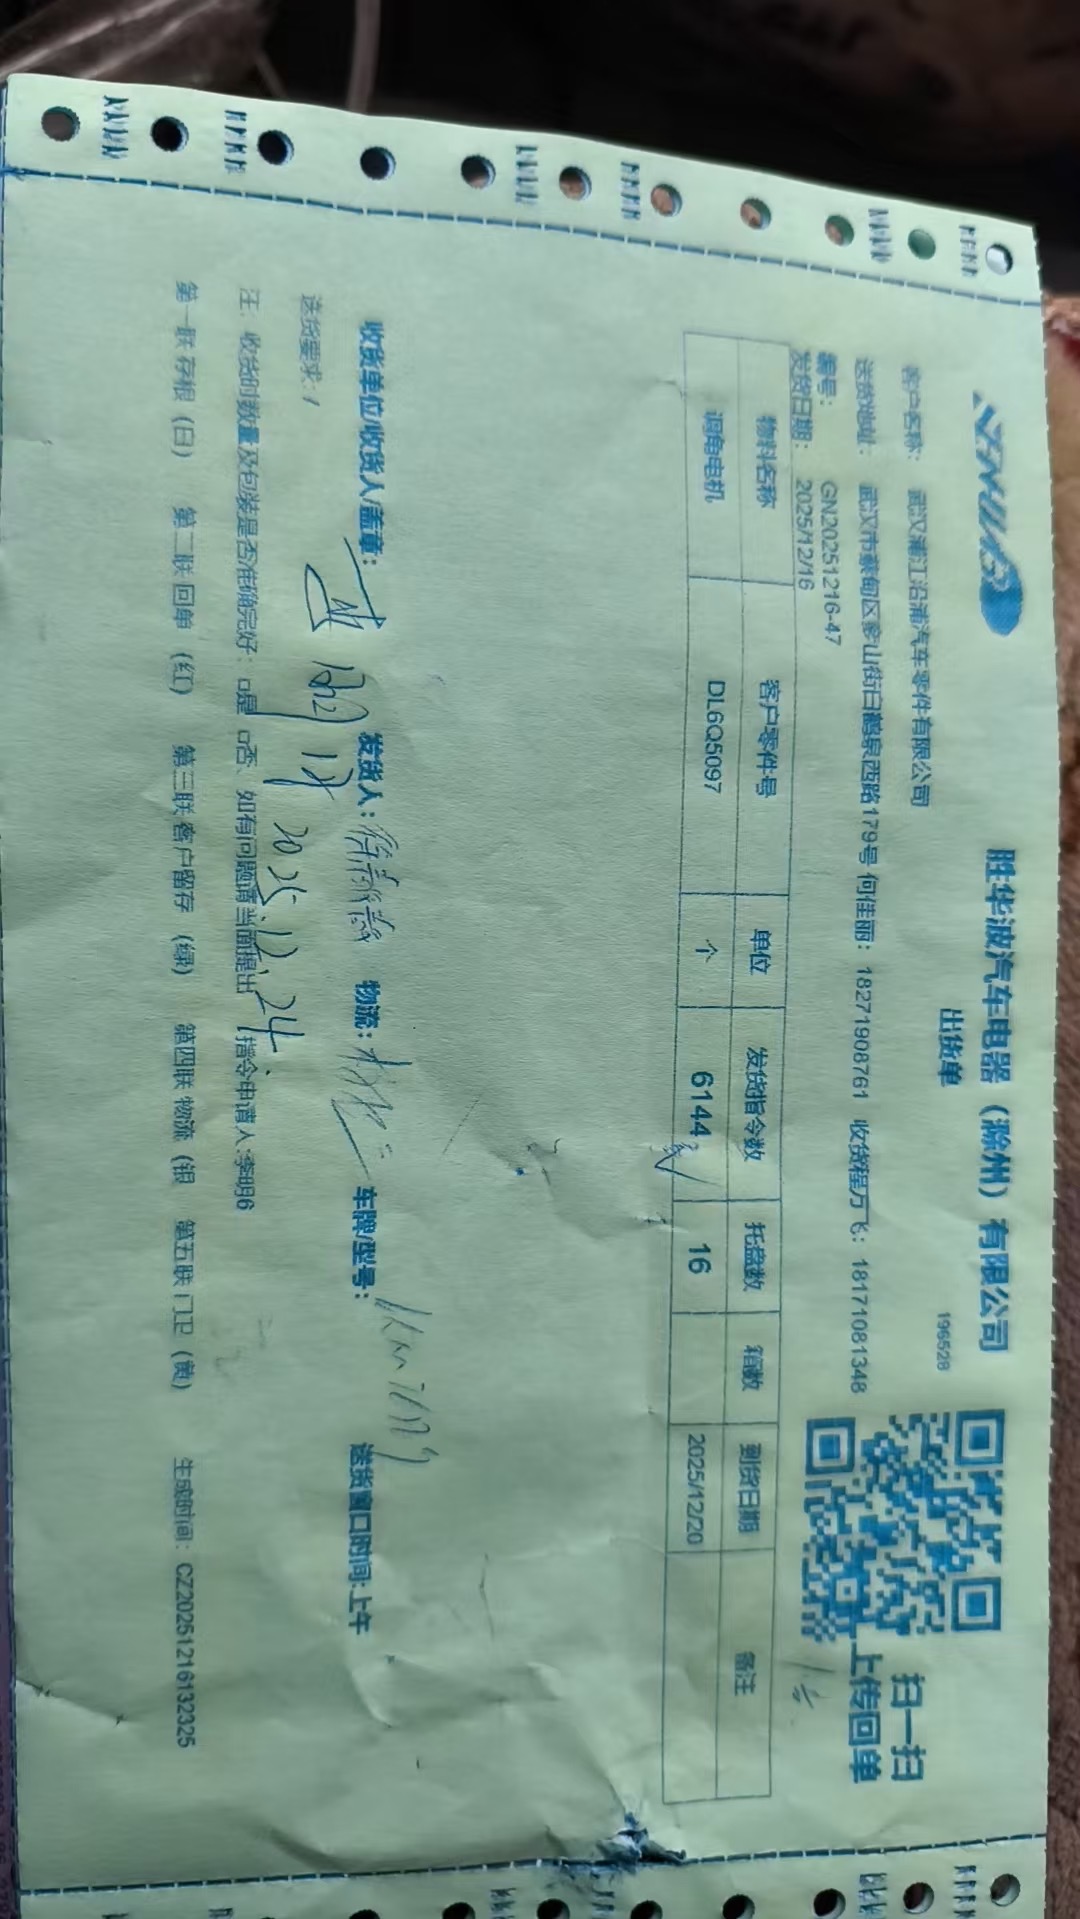 胜华波汽车电器（滁州）有限公司
出货单
196528
扫一扫
上传回单
客户名称： 武汉浦江沿浦汽车零件有限公司
送货地址： 武汉市蔡甸区奓山街白鹤泉西路179号 何佳丽：18271908761 收货程万飞：18171081348
编号： GN20251216-47
发货日期： 2025/12/16
物料名称 客户零件号 单位 发货指令数 托盘数 箱数 到货日期 备注
调角电机 DL6Q5097 个 6144 16 2025/12/20
收货单位/收货人/盖章： 发货人： 物流： 车牌/型号： 送货窗口时间:上午
2025.12.24
送货要求: /
注：收货时数量及包装是否准确完好：□是 □否、如有问题请当面提出 指令申请人:李明6
第一联 存根（白） 第二联 回单（红） 第三联 客户留存（绿） 第四联 物流（银 第五联 门卫（黄） 生成时间：CZ20251216132325